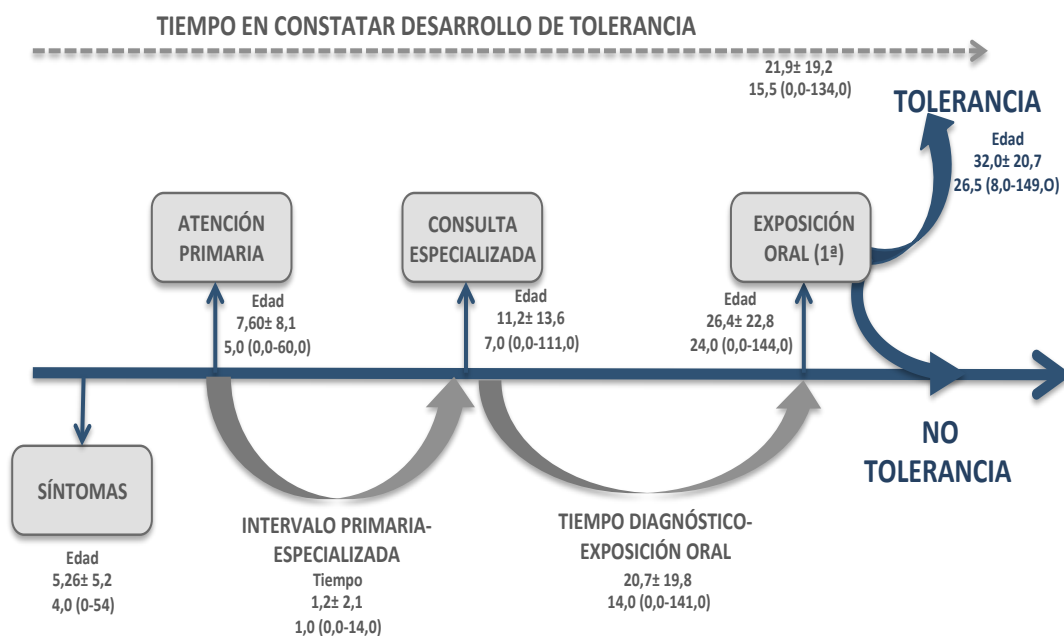 TIEMPO EN CONSTATAR DESARROLLO DE TOLERANCIA
21,9± 19,2
15,5 (0,0-134,0)
TOLERANCIA
Edad
32,0± 20,7
26,5 (8,0-149,O)
ATENCIÓN
PRIMARIA
CONSULTA
ESPECIALIZADA
EXPOSICIÓN
ORAL (1ª)
Edad
7,60± 8,1
5,0 (0,0-60,0)
Edad
11,2± 13,6
7,0 (0,0-111,0)
Edad
26,4± 22,8
24,0 (0,0-144,0)
NO
TOLERANCIA
SÍNTOMAS
Edad
5,26± 5,2
4,0 (0-54)
INTERVALO PRIMARIA-
ESPECIALIZADA
Tiempo
1,2± 2,1
1,0 (0,0-14,0)
TIEMPO DIAGNÓSTICO-
EXPOSICIÓN ORAL
20,7± 19,8
14,0 (0,0-141,0)